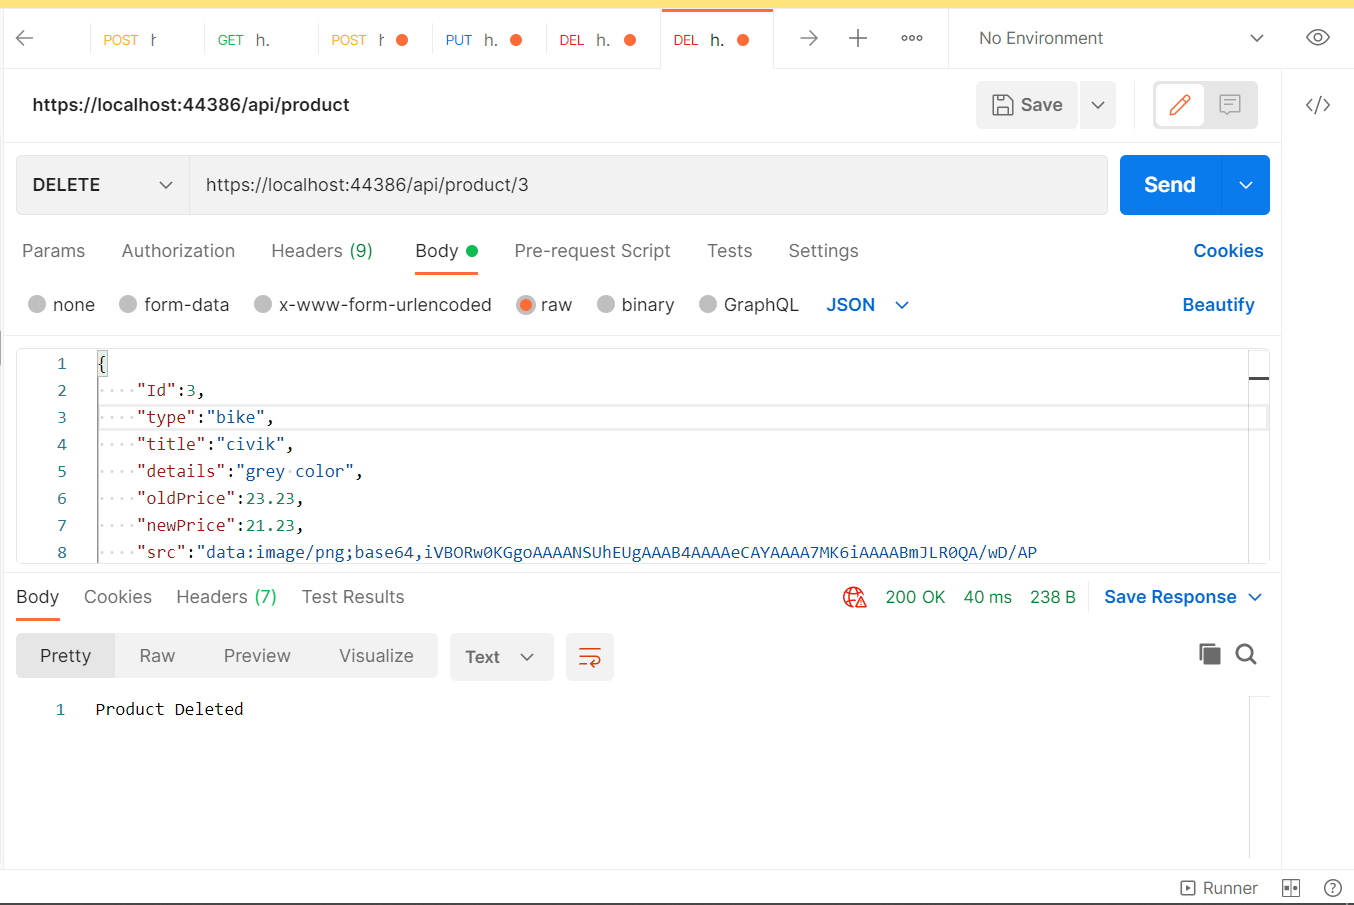 POST h GET h. POST h PUT h. DEL h. DEL h. ooo No Environment
https://localhost:44386/api/product Save </>
DELETE https://localhost:44386/api/product/3 Send
Params Authorization Headers (9) Body Pre-request Script Tests Settings Cookies
none form-data x-www-form-urlencoded raw binary GraphQL JSON Beautify
1 {
2 ····"Id":3,
3 ····"type":"bike",
4 ····"title":"civik",
5 ····"details":"grey·color",
6 ····"oldPrice":23.23,
7 ····"newPrice":21.23,
8 ····"src":"data:image/png;base64,iVBORw0KGgoAAAANSUhEUgAAAB4AAAAeCAYAAAA7MK6iAAAABmJLR0QA/wD/AP
Body Cookies Headers (7) Test Results 200 OK 40 ms 238 B Save Response
Pretty Raw Preview Visualize Text
1 Product Deleted
Runner ?